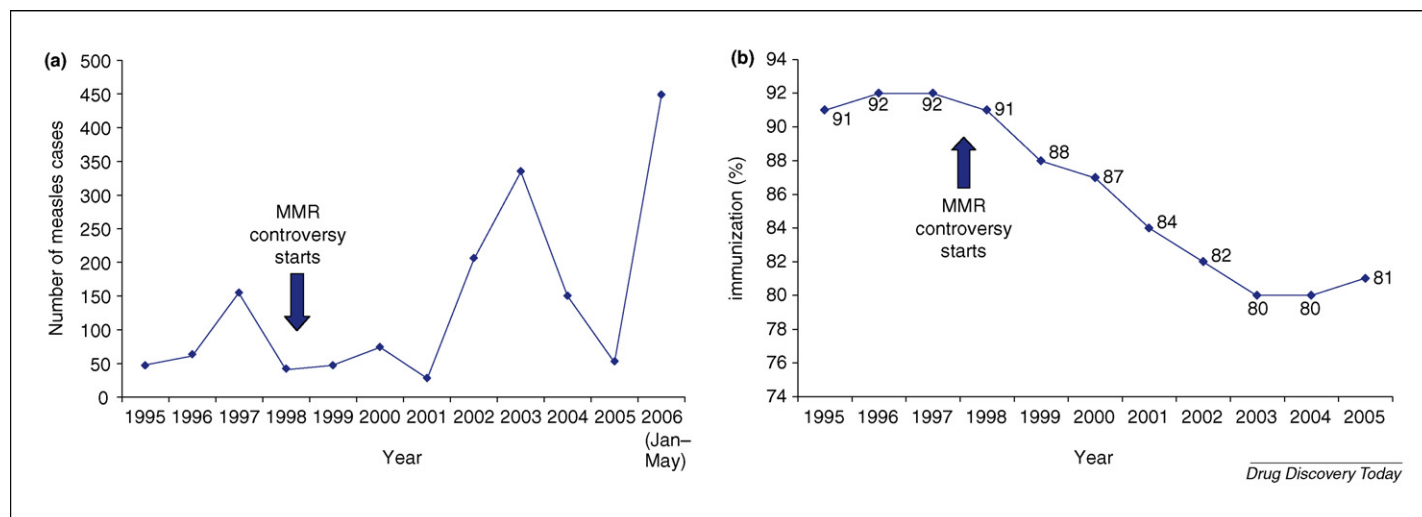 (a)
500
450
400
350
300
250
200
150
100
50
0
Number of measles cases
MMR
controversy
starts
1995 1996 1997 1998 1999 2000 2001 2002 2003 2004 2005 2006
(Jan–
May)
Year
(b)
94
92
90
88
86
84
82
80
78
76
74
immunization (%)
91
92
92
91
88
87
84
82
80
80
81
MMR
controversy
starts
1995 1996 1997 1998 1999 2000 2001 2002 2003 2004 2005
Year
Drug Discovery Today